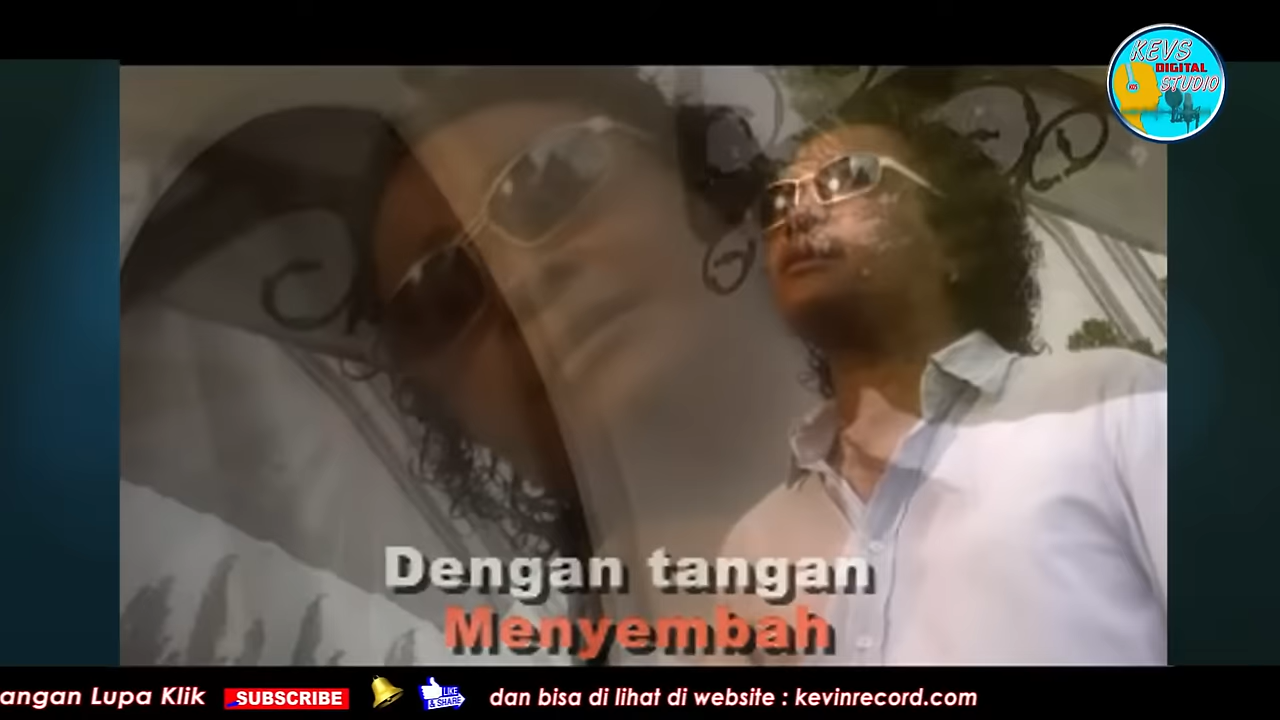 KEVS
DIGITAL
STUDIO
KDS
Dengan tangan
Menyembah
angan Lupa Klik SUBSCRIBE LIKE & SHARE dan bisa di lihat di website : kevinrecord.com